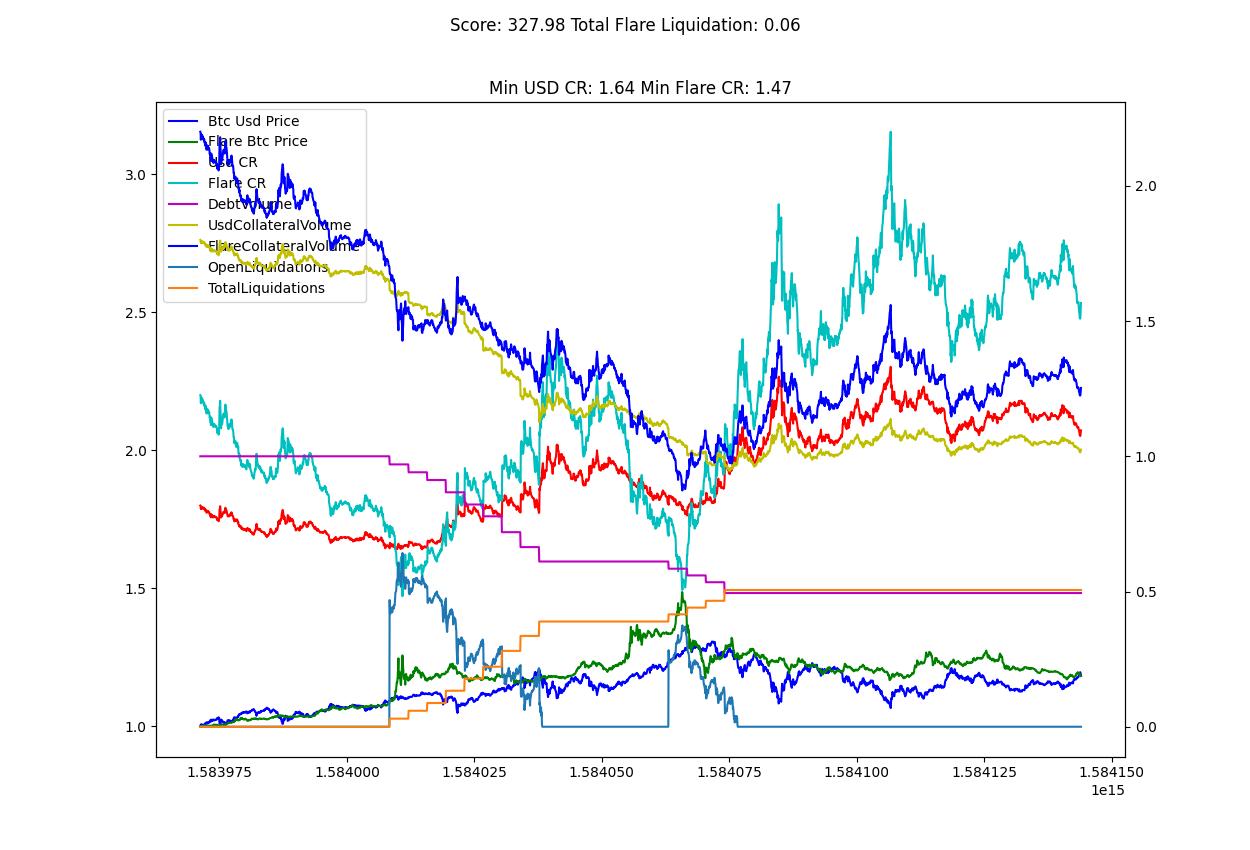 Score: 327.98 Total Flare Liquidation: 0.06
Min USD CR: 1.64 Min Flare CR: 1.47
Btc Usd Price
Flare Btc Price
Usd CR
Flare CR
DebtVolume
UsdCollateralVolume
FlareCollateralVolume
OpenLiquidations
TotalLiquidations
3.0
2.5
2.0
1.5
1.0
2.0
1.5
1.0
0.5
0.0
1.583975
1.584000
1.584025
1.584050
1.584075
1.584100
1.584125
1.584150
1e15